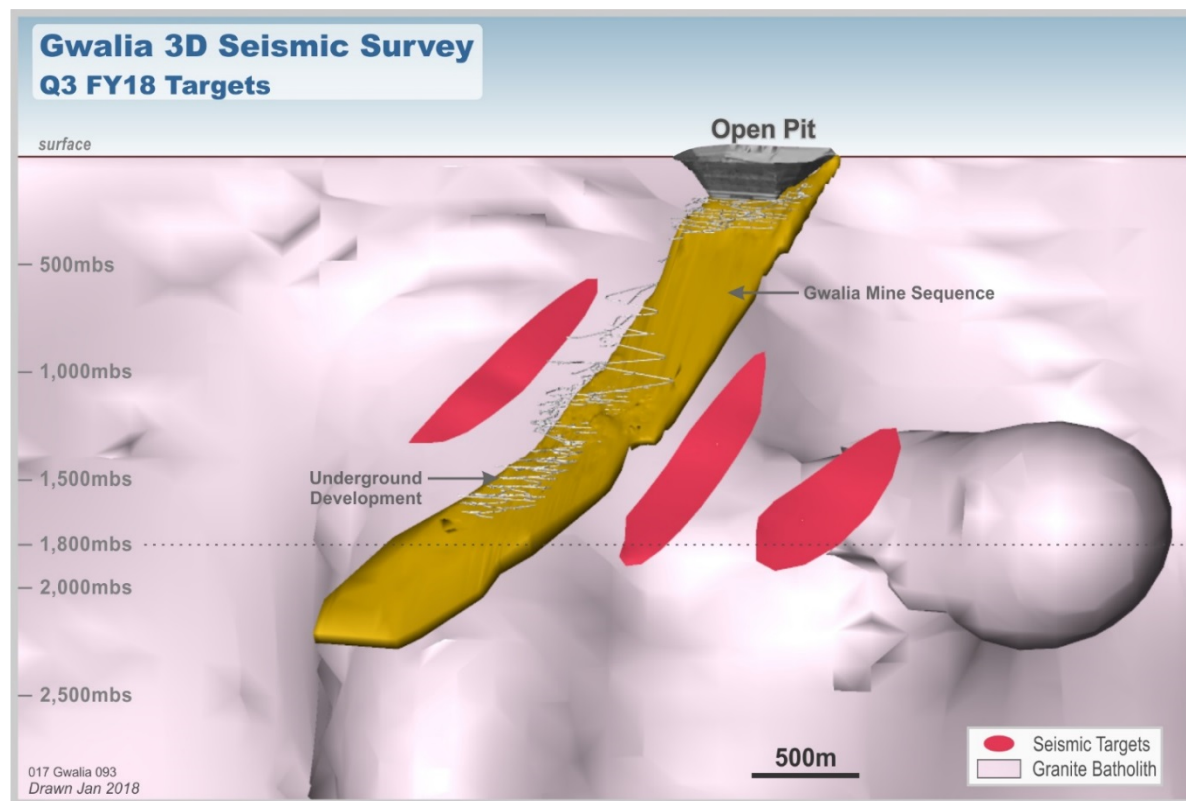 Gwalia 3D Seismic Survey
Q3 FY18 Targets
surface
Open Pit
500mbs
Gwalia Mine Sequence
1,000mbs
Underground
Development
1,500mbs
1,800mbs
2,000mbs
2,500mbs
500m
Seismic Targets
Granite Batholith
017 Gwalia 093
Drawn Jan 2018